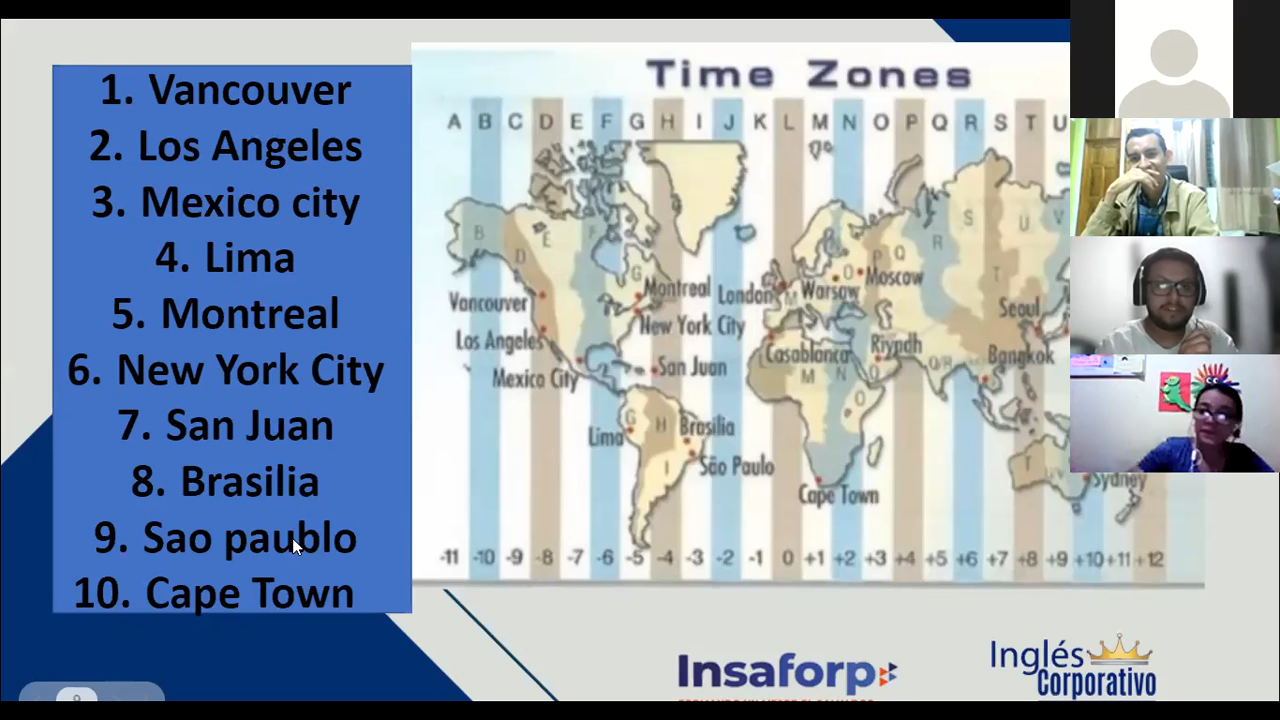 1. Vancouver
2. Los Angeles
3. Mexico city
4. Lima
5. Montreal
6. New York City
7. San Juan
8. Brasilia
9. Sao paublo
10. Cape Town
Time Zones
A B C D E F G H I J K L M N O P Q R S T U
B
D
E
F
G
Montreal
Vancouver
New York City
Los Angeles
San Juan
Mexico City
G
H
Lima
Brasilia
I
São Paulo
London
M
Warsaw
O
Moscow
P
Q
R
S
T
U
V
Casablanca
M
N
O
Riypdh
O
Seoul
Bangkok
Cape Town
T
Sydney
-11 -10 -9 -8 -7 -6 -5 -4 -3 -2 -1 0 +1 +2 +3 +4 +5 +6 +7 +8 +9 +10 +11 +12
Insaforp
Inglés
Corporativo